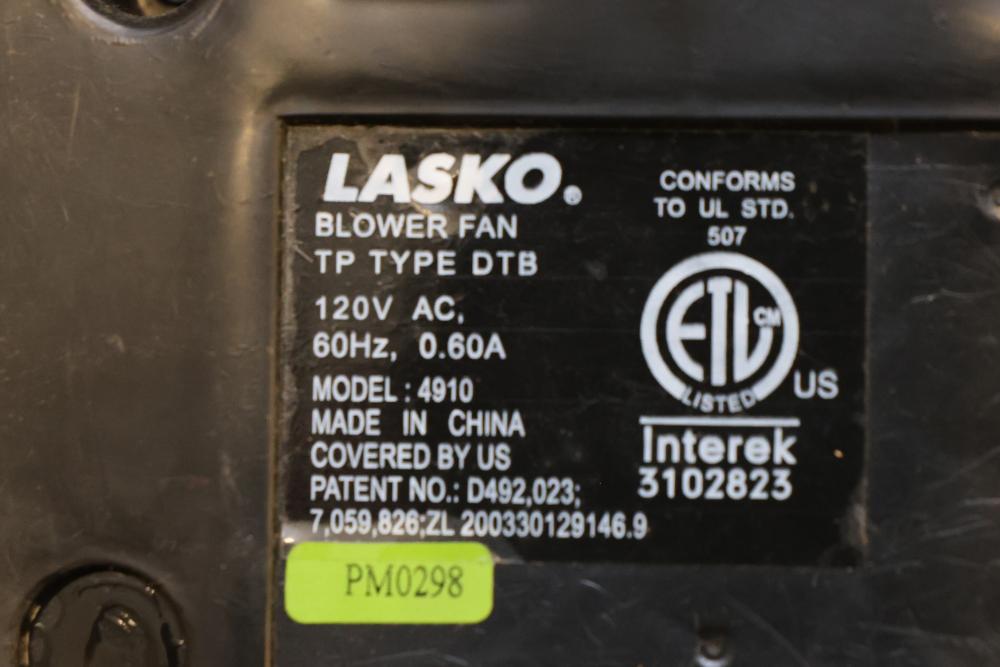 LASKO®
BLOWER FAN
TP TYPE DTB
120V AC,
60Hz, 0.60A
MODEL : 4910
MADE IN CHINA
COVERED BY US
PATENT NO.: D492,023;
7,059,826;ZL 200330129146.9
CONFORMS
TO UL STD.
507
ETL CM
LISTED
US
Interek
3102823
PM0298